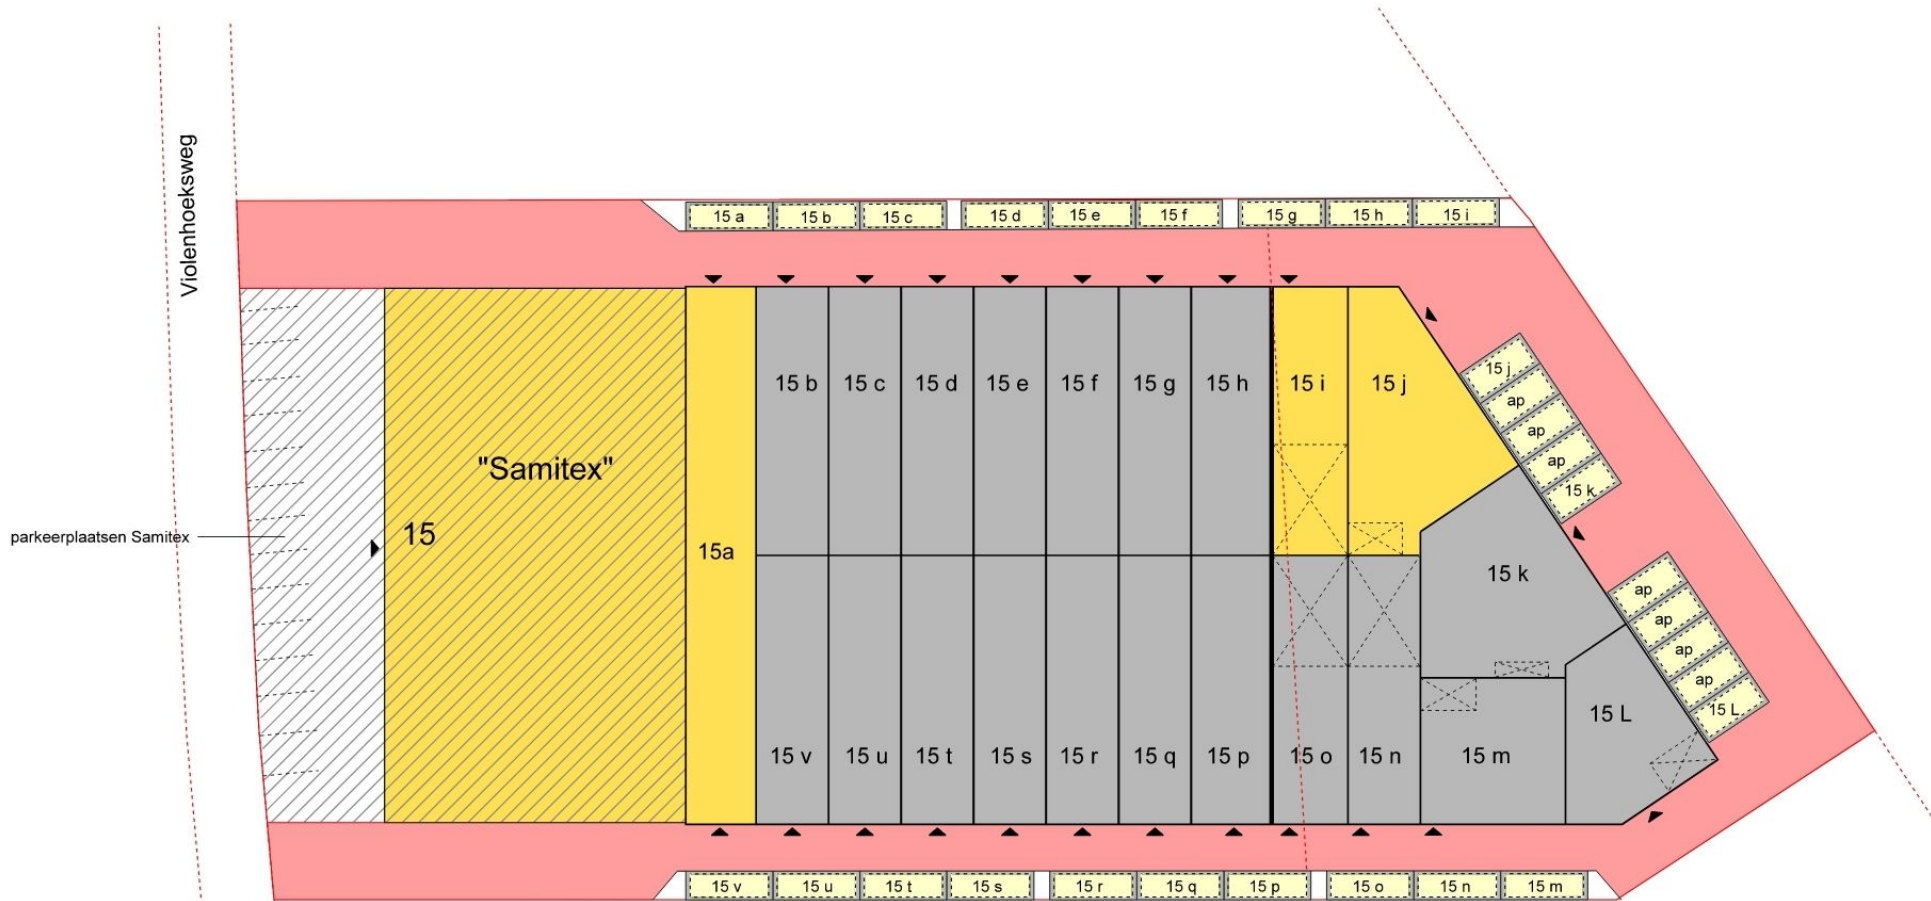 Violenhoeksweg
15 a
15 b
15 c
15 d
15 e
15 f
15 g
15 h
15 i
15 b
15 c
15 d
15 e
15 f
15 g
15 h
15 i
15 j
15 j
ap
ap
ap
15 k
"Samitex"
15
parkeerplaatsen Samitex
15a
15 k
ap
ap
ap
ap
15 L
15 L
15 v
15 u
15 t
15 s
15 r
15 q
15 p
15 o
15 n
15 m
15 v
15 u
15 t
15 s
15 r
15 q
15 p
15 o
15 n
15 m